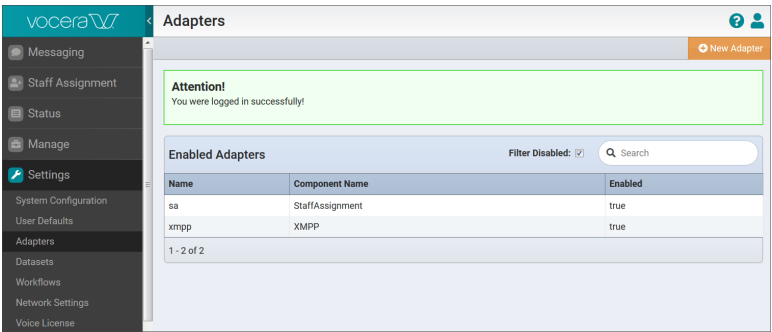 vocera
Adapters
Messaging
Staff Assignment
Status
Manage
Settings
System Configuration
User Defaults
Adapters
Datasets
Workflows
Network Settings
Voice License
New Adapter
Attention!
You were logged in successfully!
Enabled Adapters
Filter Disabled:
Search
Name Component Name Enabled
sa StaffAssignment true
xmpp XMPP true
1 - 2 of 2